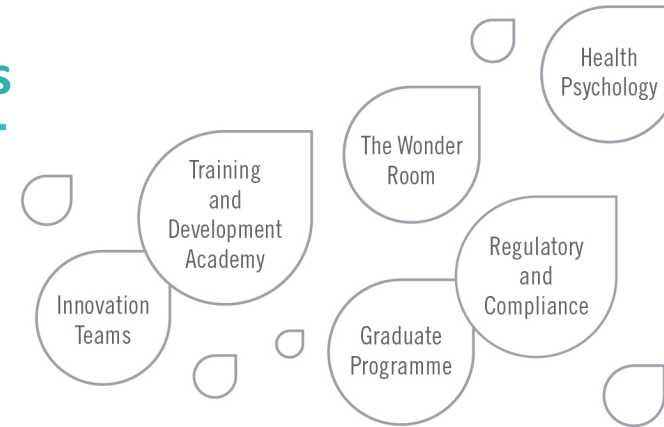 s
Health
Psychology
The Wonder
Room
Training
and
Development
Academy
Regulatory
and
Compliance
Innovation
Teams
Graduate
Programme